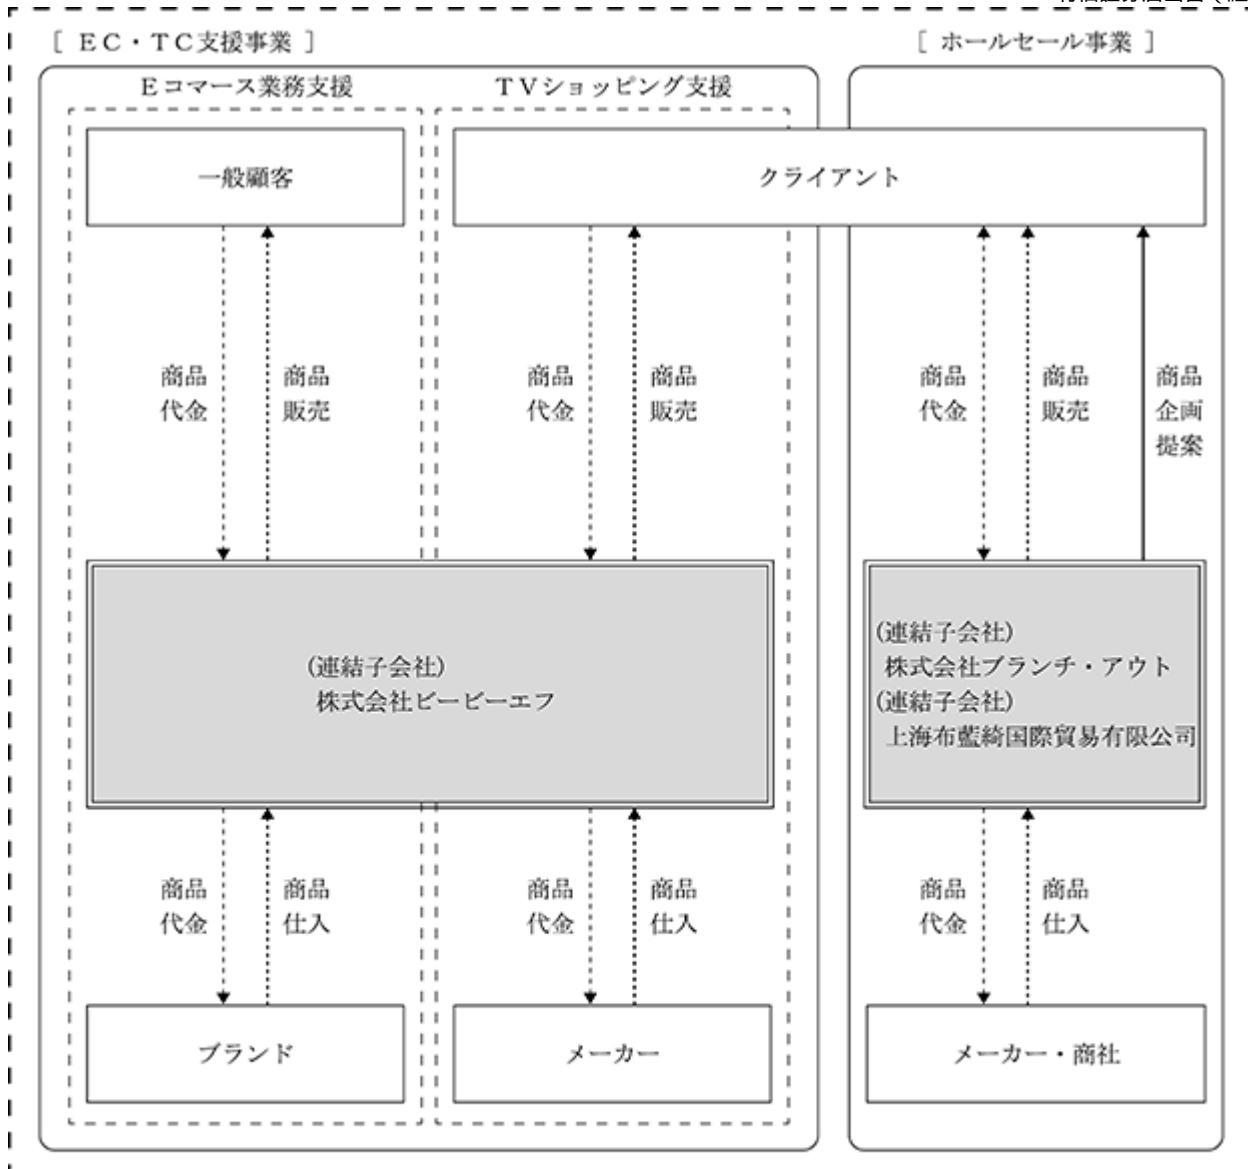 ［ＥＣ・ＴＣ支援事業］
［ホールセール事業］
Ｅコマース業務支援
ＴＶショッピング支援
一般顧客
クライアント
商品
代金
商品
販売
商品
代金
商品
販売
商品
代金
商品
販売
商品
企画
提案
(連結子会社)
株式会社ビービーエフ
(連結子会社)
株式会社ブランチ・アウト
(連結子会社)
上海布藍綺国際貿易有限公司
商品
代金
商品
仕入
商品
代金
商品
仕入
商品
代金
商品
仕入
ブランド
メーカー
メーカー・商社